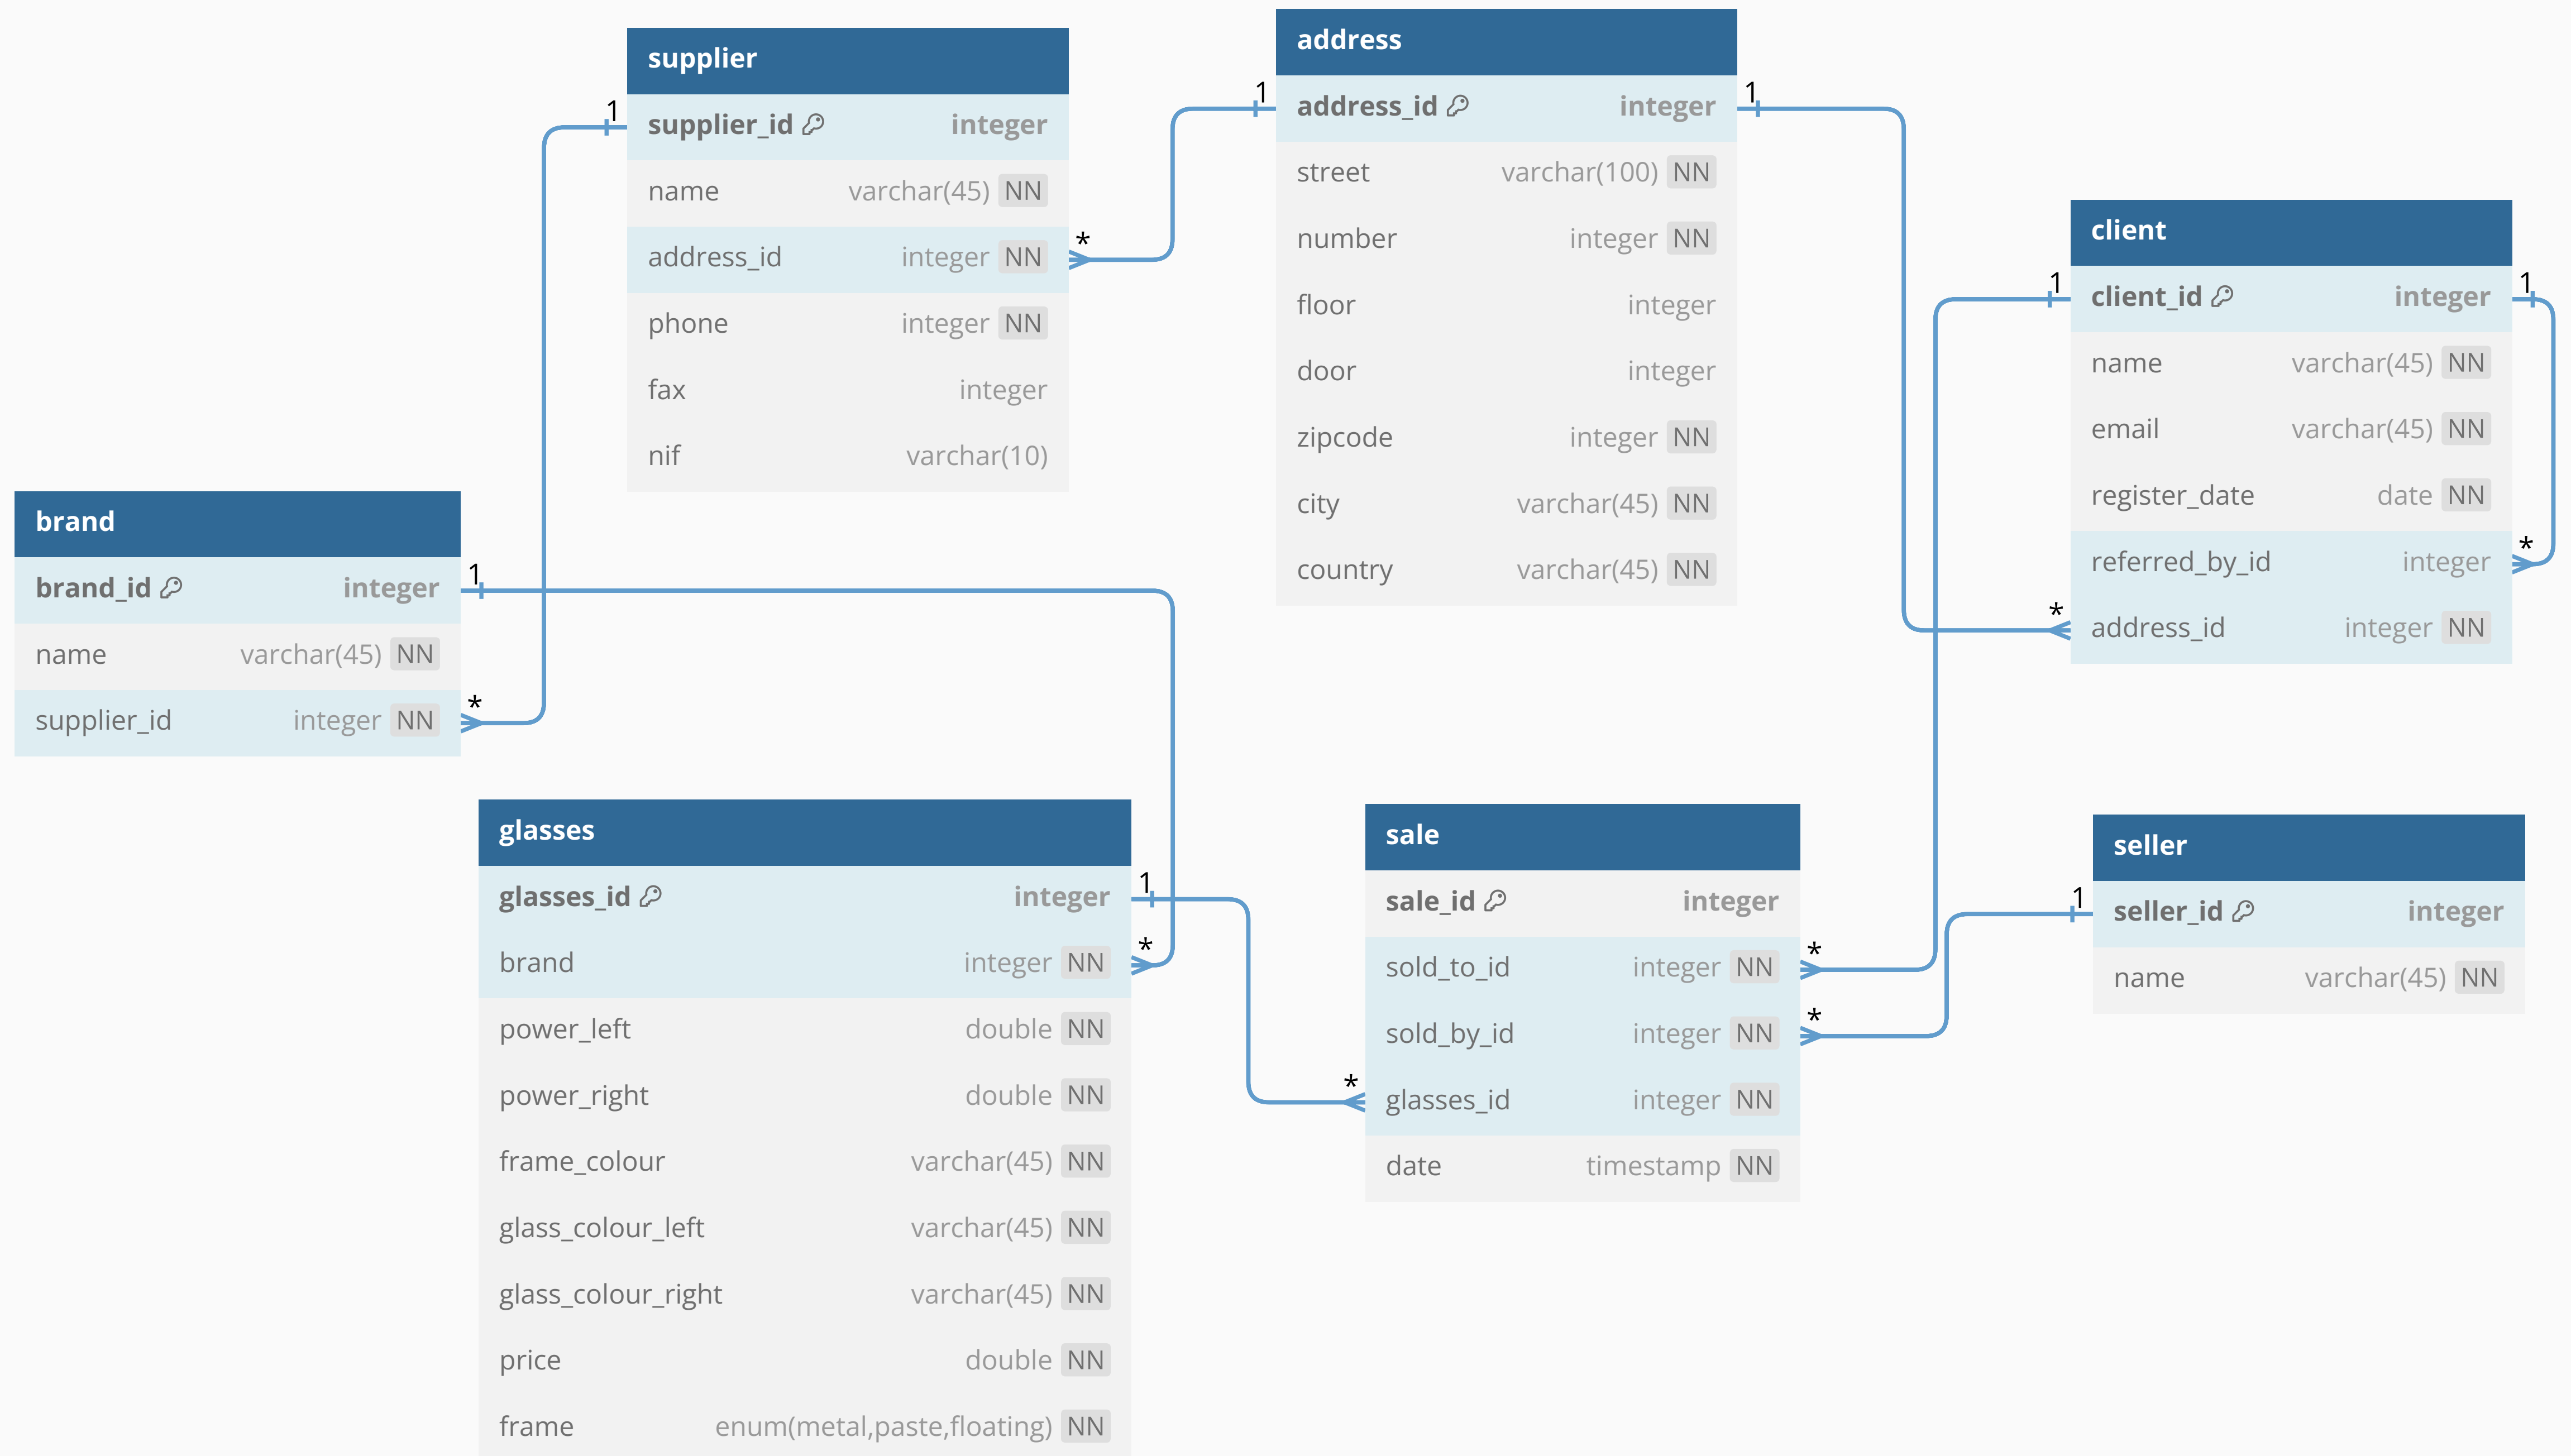 supplier
1
supplier_id integer
name varchar(45) NN
address_id integer NN
*
phone integer NN
fax integer
nif varchar(10)
address
1
address_id integer
1
street varchar(100) NN
number integer NN
floor integer
door integer
zipcode integer NN
city varchar(45) NN
country varchar(45) NN
client
1
client_id integer
1
name varchar(45) NN
email varchar(45) NN
register_date date NN
referred_by_id integer
*
*
address_id integer NN
brand
brand_id integer
1
name varchar(45) NN
supplier_id integer NN
*
glasses
glasses_id integer
1
brand integer NN
*
power_left double NN
power_right double NN
frame_colour varchar(45) NN
glass_colour_left varchar(45) NN
glass_colour_right varchar(45) NN
price double NN
frame enum(metal,paste,floating) NN
sale
sale_id integer
sold_to_id integer NN
*
sold_by_id integer NN
*
*
glasses_id integer NN
date timestamp NN
seller
1
seller_id integer
name varchar(45) NN